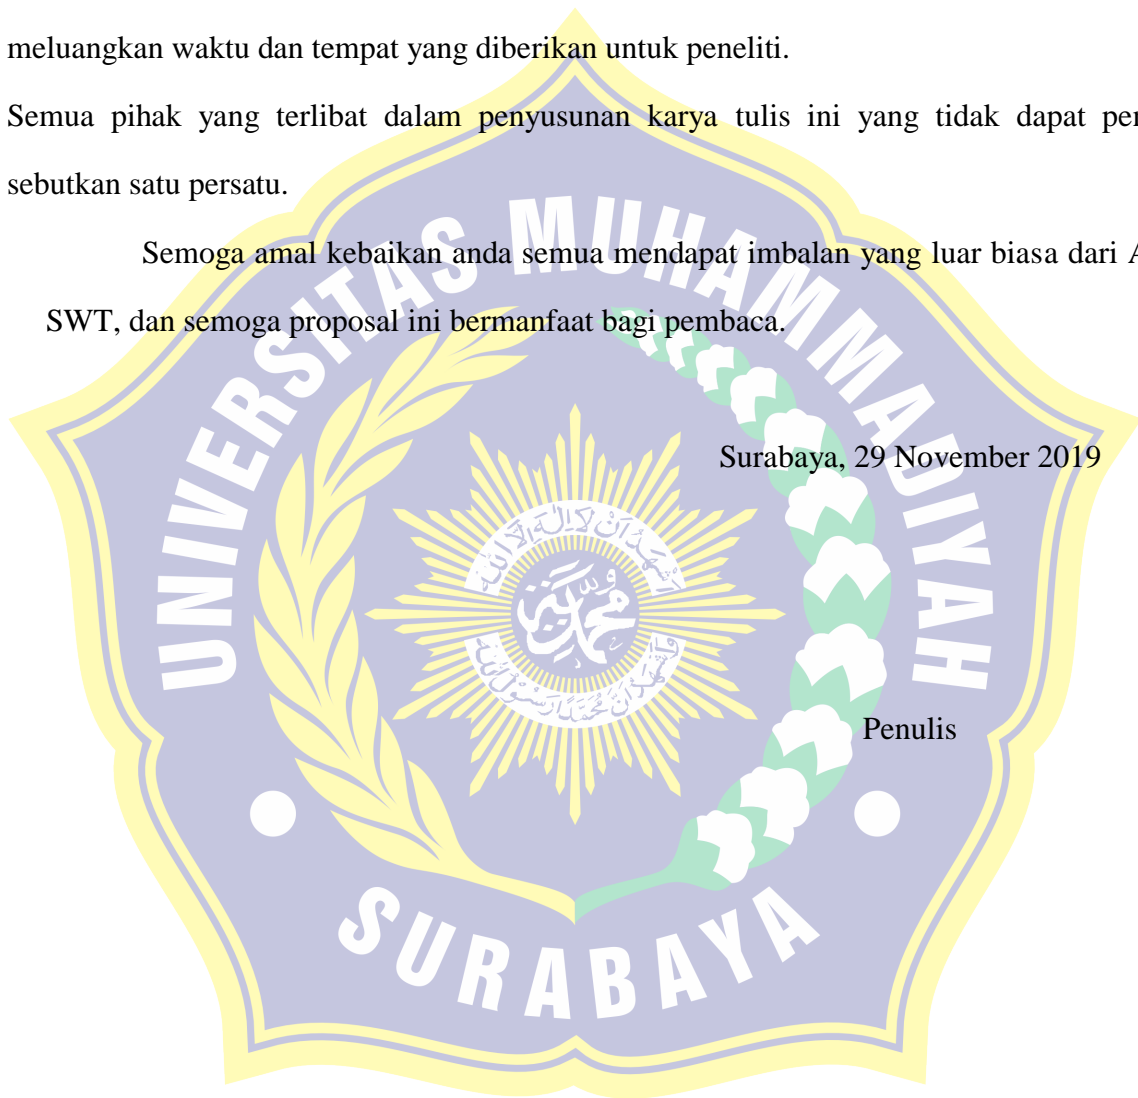 meluangkan waktu dan tempat yang diberikan untuk peneliti.
Semua pihak yang terlibat dalam penyusunan karya tulis ini yang tidak dapat
sebutkan satu persatu.
Semoga amal kebaikan anda semua mendapat imbalan yang luar biasa dari
SWT, dan semoga proposal ini bermanfaat bagi pembaca.
Surabaya, 29 November 2019
Penulis
UNIVERSITAS MUHAMMADIYAH
SURABAYA